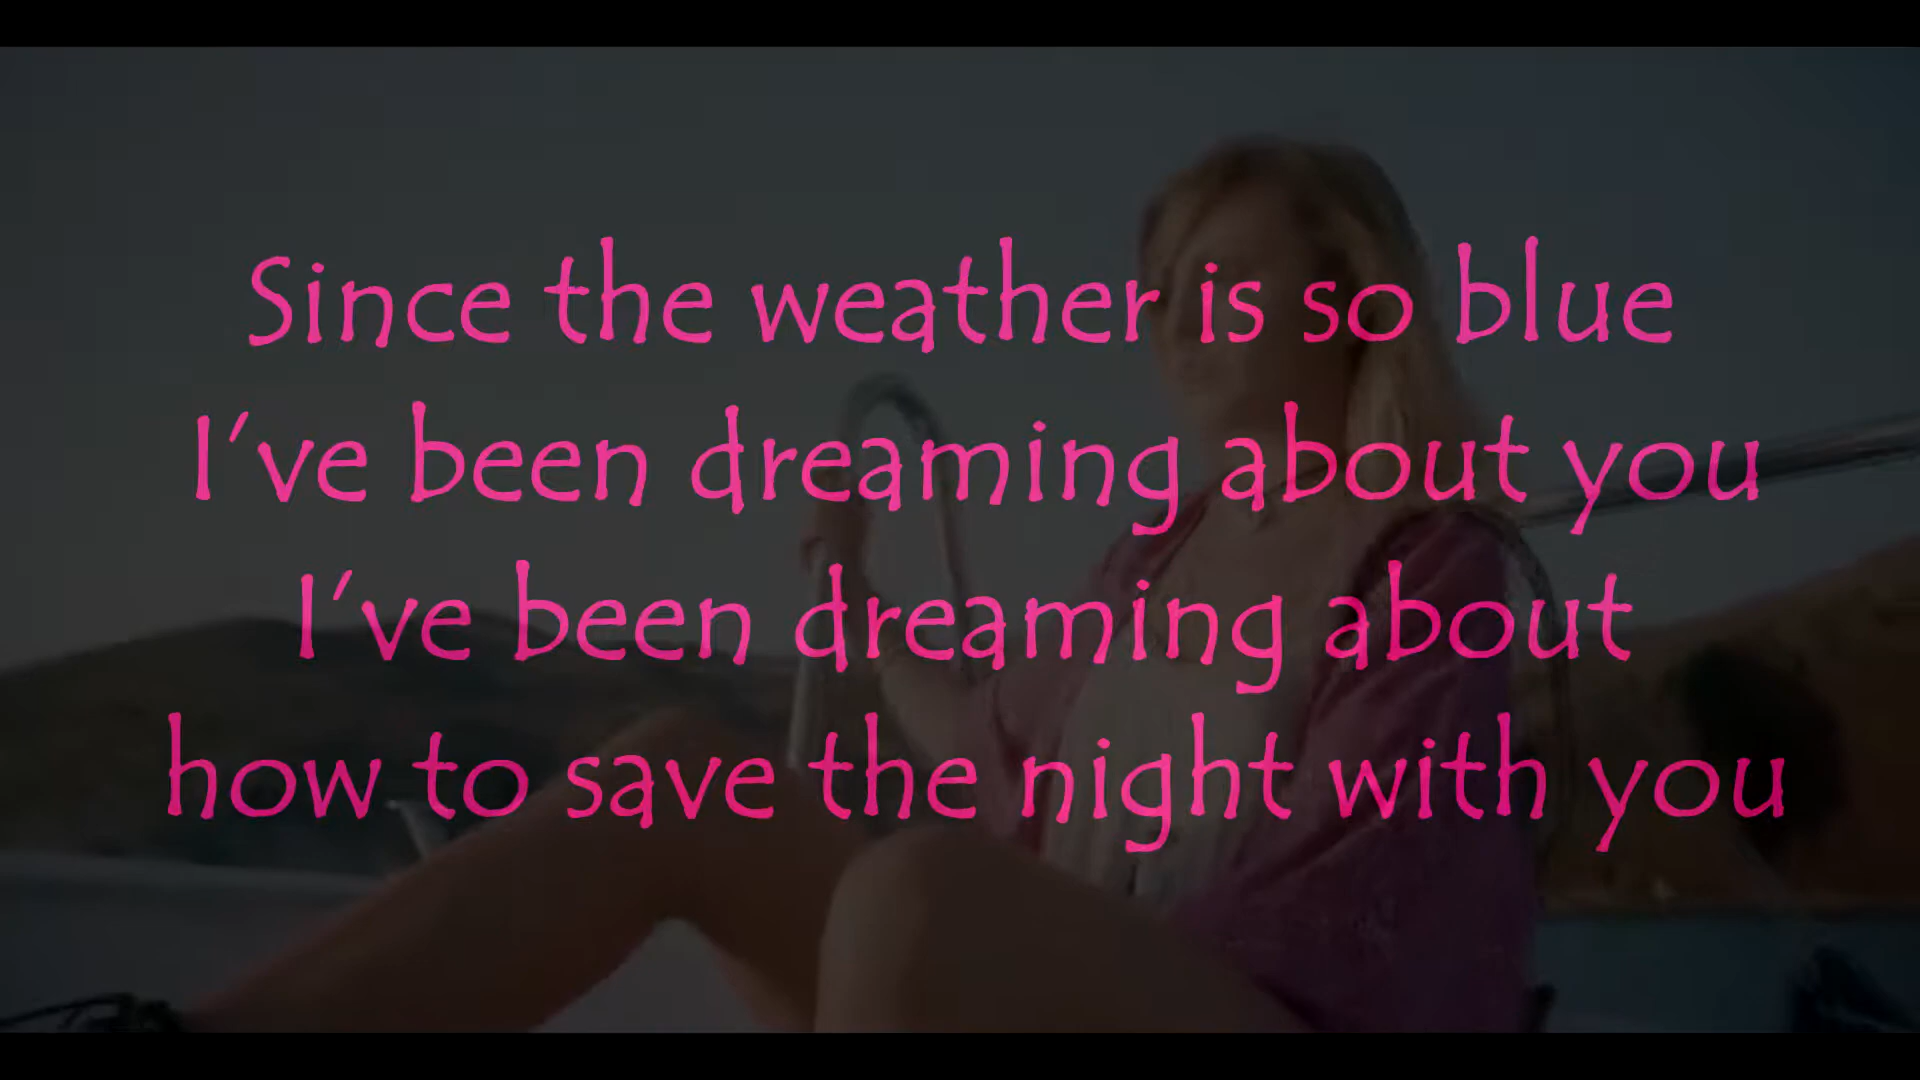 Since the weather is so blue
I've been dreaming about you
I've been dreaming about
how to save the night with you